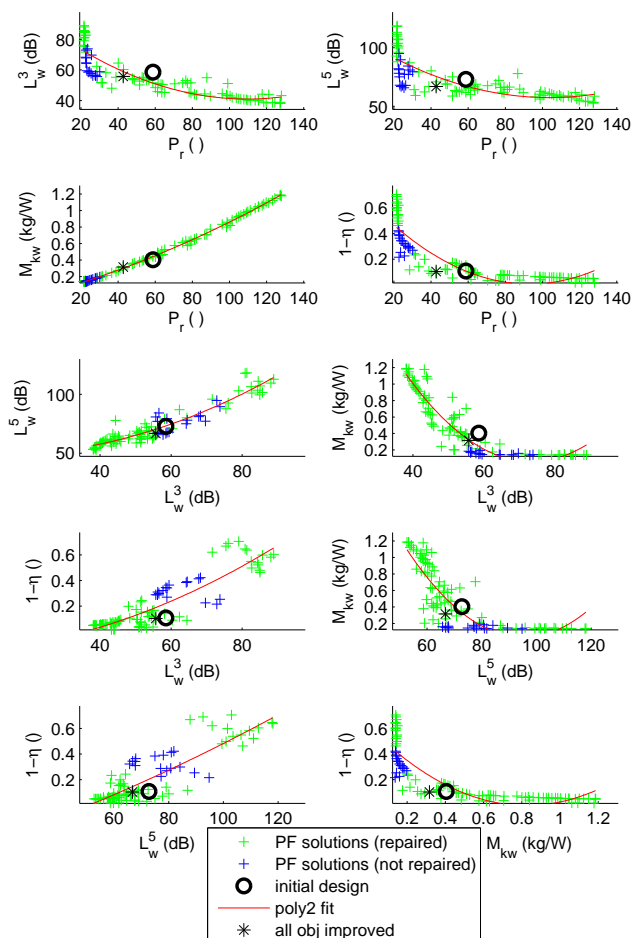 80
60
40
L_w^3 (dB)
20 40 60 80 100 120 140
P_r ( )
100
50
L_w^5 (dB)
20 40 60 80 100 120 140
P_r ( )
1.2
1
0.8
0.6
0.4
0.2
M_kw (kg/W)
20 40 60 80 100 120 140
P_r ( )
0.6
0.4
0.2
1−η ()
20 40 60 80 100 120 140
P_r ( )
100
50
L_w^5 (dB)
40 60 80
L_w^3 (dB)
1.2
1
0.8
0.6
0.4
0.2
M_kw (kg/W)
40 60 80
L_w^3 (dB)
0.6
0.4
0.2
1−η ()
40 60 80
L_w^3 (dB)
1.2
1
0.8
0.6
0.4
0.2
M_kw (kg/W)
60 80 100 120
L_w^5 (dB)
0.6
0.4
0.2
1−η ()
60 80 100 120
L_w^5 (dB)
0.6
0.4
0.2
1−η ()
0.2 0.4 0.6 0.8 1 1.2
M_kw (kg/W)
PF solutions (repaired)
PF solutions (not repaired)
initial design
poly2 fit
all obj improved